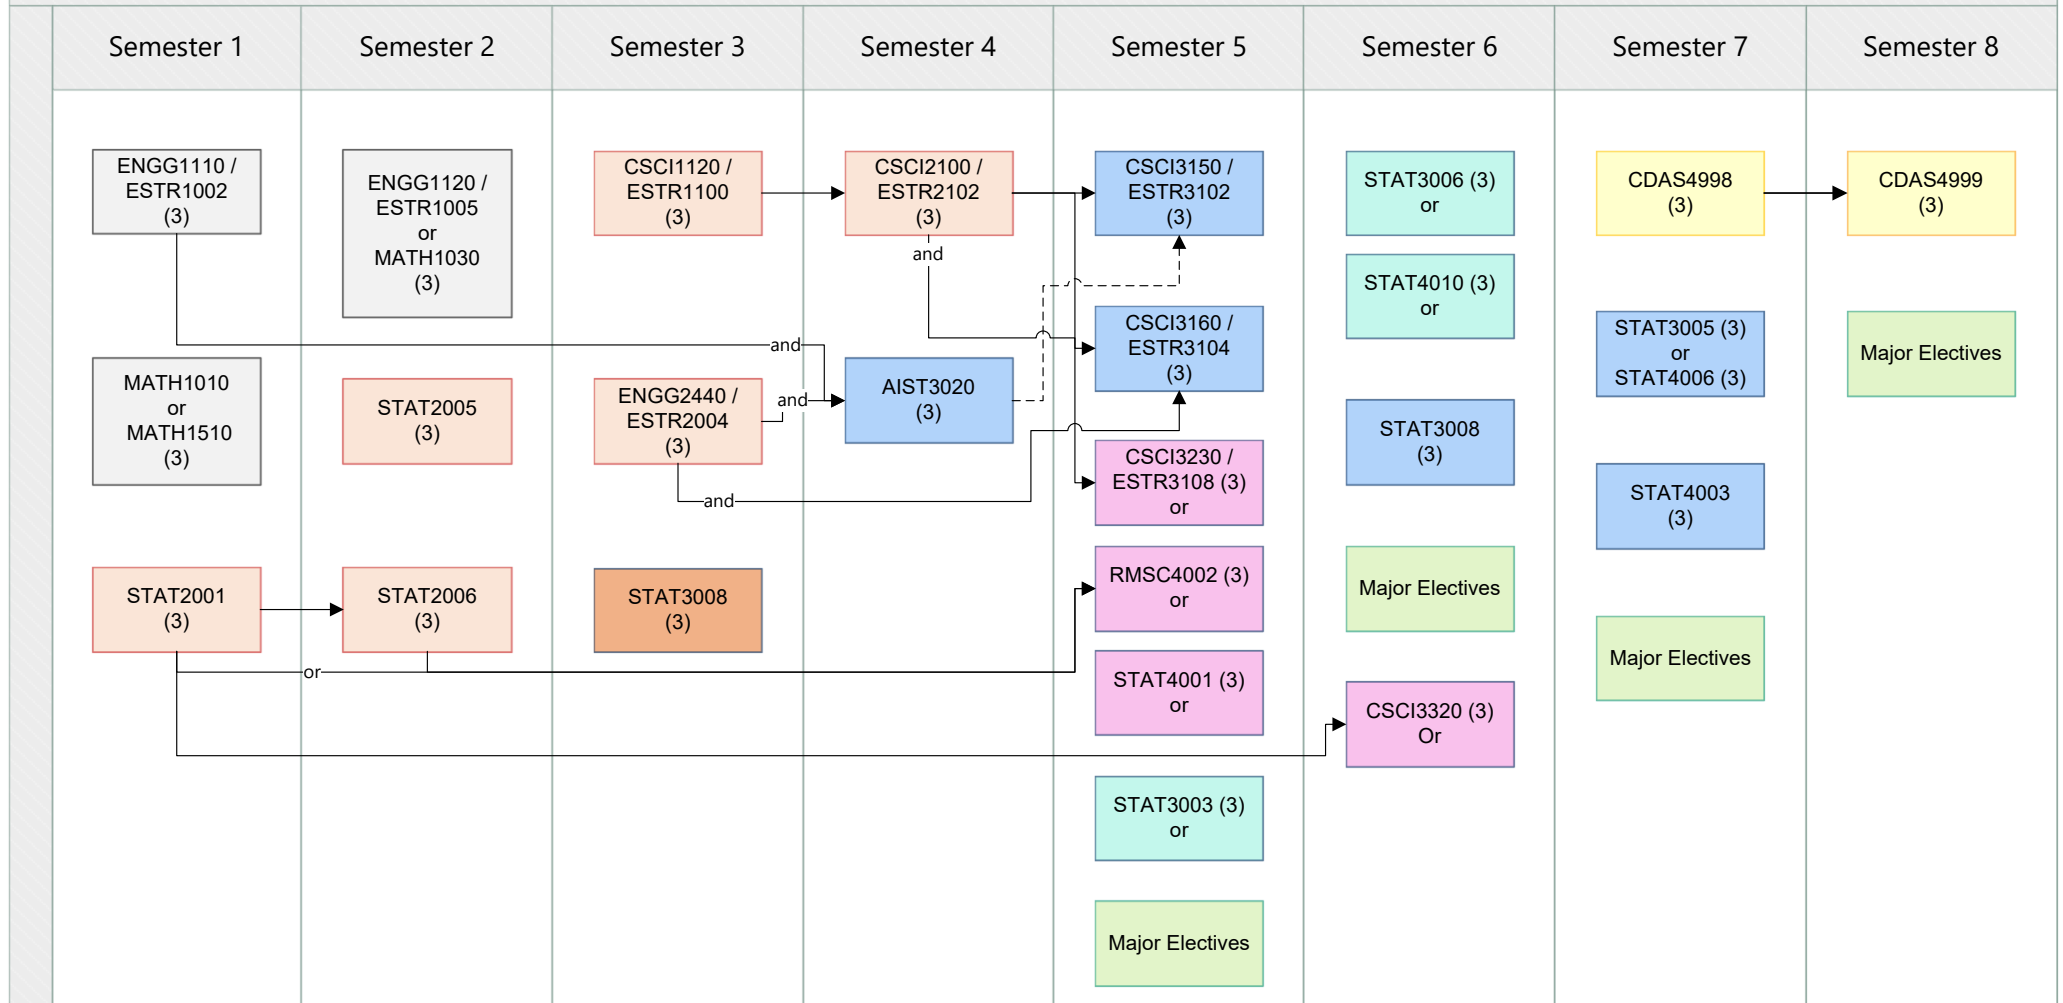 Semester 1
Semester 2
Semester 3
Semester 4
Semester 5
Semester 6
Semester 7
Semester 8
ENGG1110 /
ESTR1002
(3)
MATH1010
or
MATH1510
(3)
STAT2001
(3)
ENGG1120 /
ESTR1005
or
MATH1030
(3)
STAT2005
(3)
STAT2006
(3)
or
CSCI1120 /
ESTR1100
(3)
and
ENGG2440 /
ESTR2004
(3)
and
and
STAT3008
(3)
CSCI2100 /
ESTR2102
(3)
and
AIST3020
(3)
CSCI3150 /
ESTR3102
(3)
CSCI3160 /
ESTR3104
(3)
CSCI3230 /
ESTR3108 (3)
or
RMSC4002 (3)
or
STAT4001 (3)
or
STAT3003 (3)
or
Major Electives
STAT3006 (3)
or
STAT4010 (3)
or
STAT3008
(3)
Major Electives
CSCI3320 (3)
Or
CDAS4998
(3)
STAT3005 (3)
or
STAT4006 (3)
STAT4003
(3)
Major Electives
CDAS4999
(3)
Major Electives